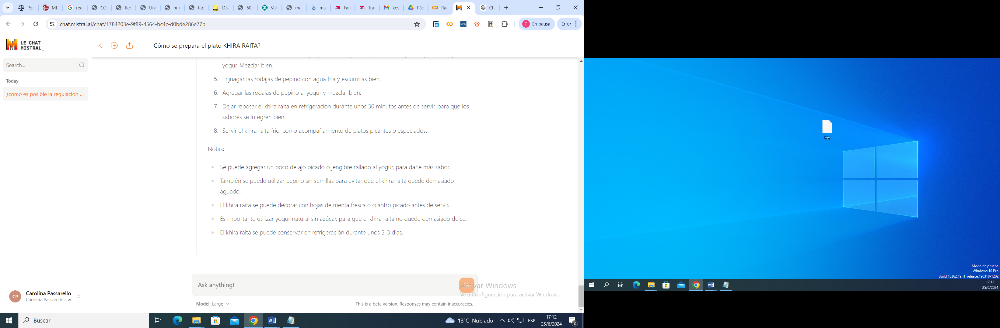 Po
MD
rec
CO
Rec
Un
ni-
tap
D3
603
Val
ma
ma
Far
Tra
key
Pág
Rag
Ch
chat.mistral.ai/chat/1784203e-9f89-4564-bc4c-d0bde286e77b
PDF
C
En pausa
Error
LE CHAT
MISTRAL_
Search...
Today
¿como es posible la regulacion ...
Cómo se prepara el plato KHIRA RAITA?
yogur. Mezclar bien.
5. Enjuagar las rodajas de pepino con agua fría y escurrirlas bien.
6. Agregar las rodajas de pepino al yogur y mezclar bien.
7. Dejar reposar el khira raita en refrigeración durante unos 30 minutos antes de servir, para que los
sabores se integren bien.
8. Servir el khira raita frío, como acompañamiento de platos picantes o especiados.
Notas:
Se puede agregar un poco de ajo picado o jengibre rallado al yogur, para darle más sabor.
También se puede utilizar pepino sin semillas para evitar que el khira raita quede demasiado
aguado.
El khira raita se puede decorar con hojas de menta fresca o cilantro picado antes de servir.
Es importante utilizar yogur natural sin azúcar, para que el khira raita no quede demasiado dulce.
El khira raita se puede conservar en refrigeración durante unos 2-3 días.
Ask anything!
Activar Windows
Ve a Configuración para activar Windows.
Model: Large
This is a beta version. Responses may contain inaccuracies.
CP
Carolina Passarello
Carolina Passarello's w...
Buscar
13°C Nublado
ESP
17:12
25/6/2024
2
key
Modo de prueba
Windows 10 Pro
Build 18362.19h1_release.190318-1202
17:12
25/6/2024